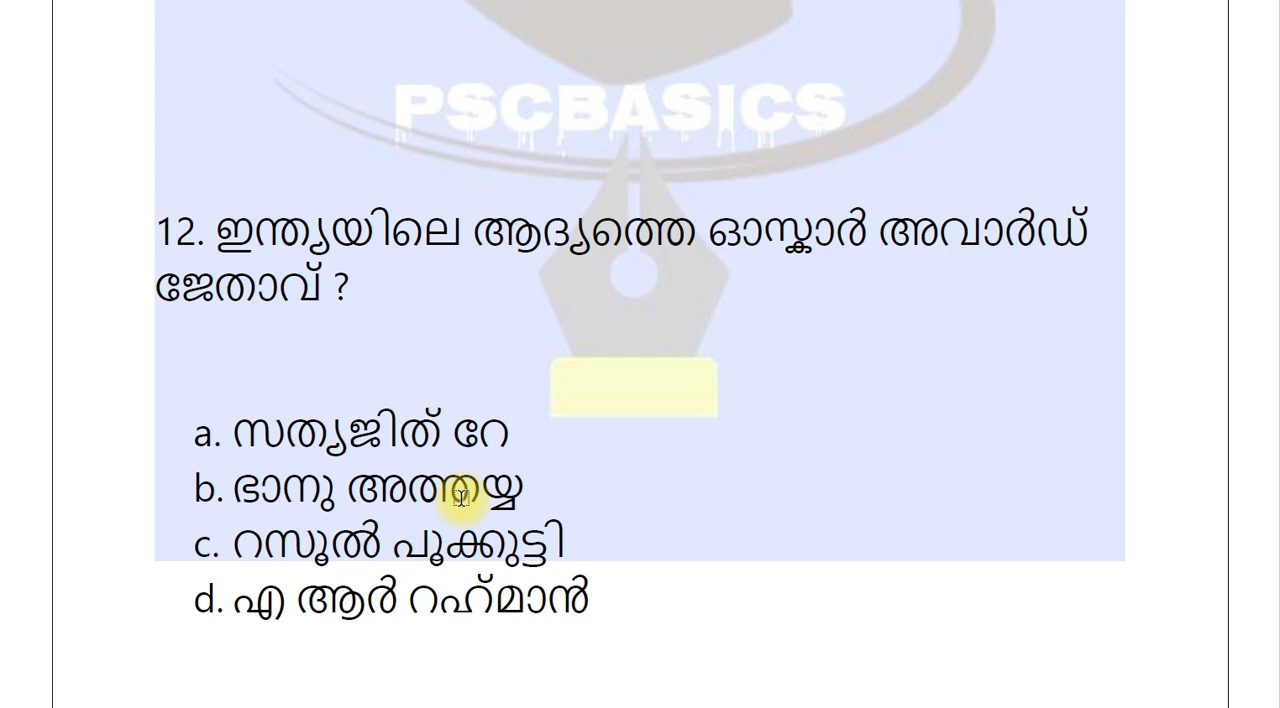 PSCBASICS
12. ഇന്ത്യയിലെ ആദ്യത്തെ ഓസ്കാർ അവാർഡ്
ജേതാവ് ?
a. സത്യജിത് റേ
b. ഭാനു അത്തയ്യ
c. റസൂൽ പൂക്കുട്ടി
d. എ ആർ റഹ്‌മാൻ